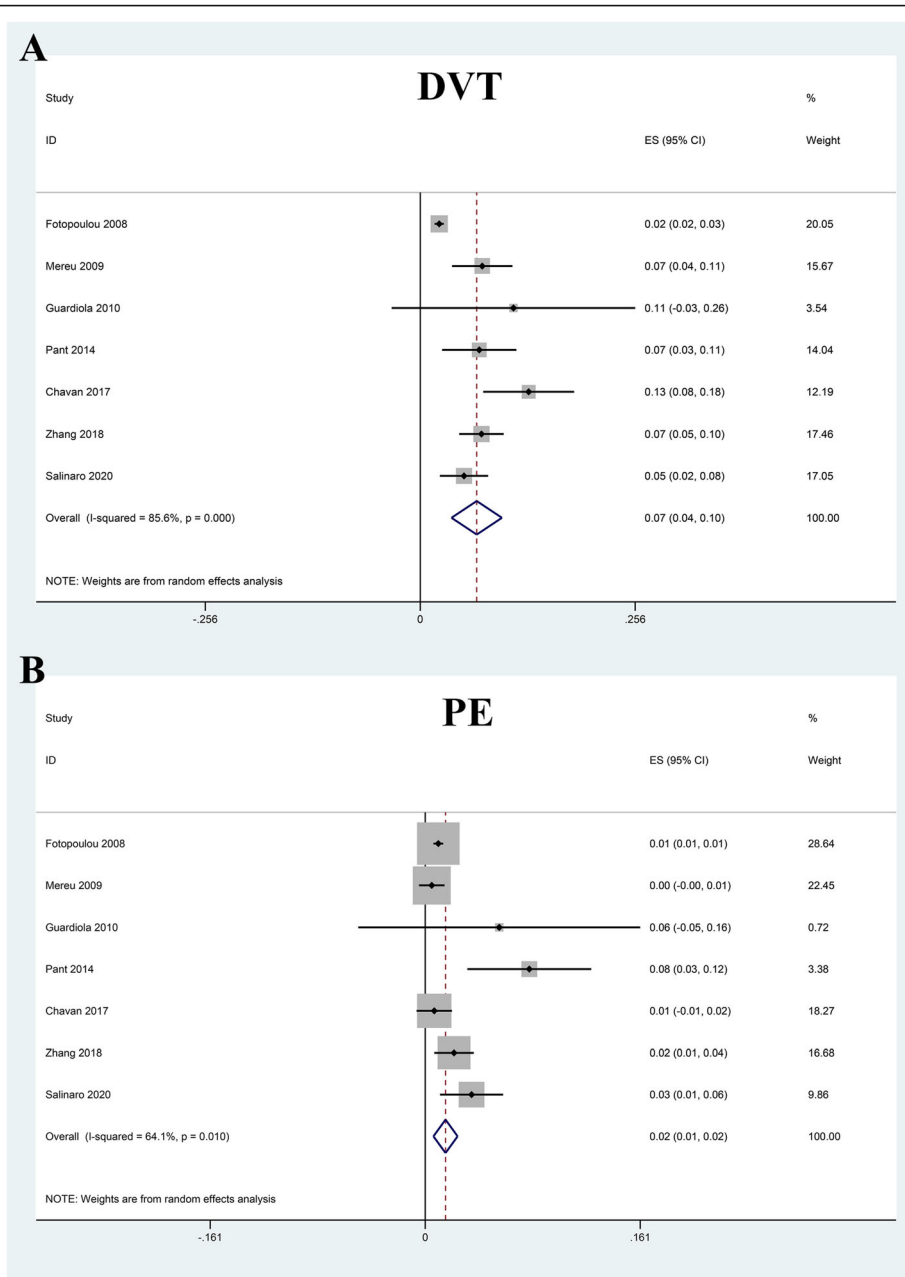 A
DVT
Study %
ID ES (95% CI) Weight
Fotopoulou 2008 0.02 (0.02, 0.03) 20.05
Mereu 2009 0.07 (0.04, 0.11) 15.67
Guardiola 2010 0.11 (-0.03, 0.26) 3.54
Pant 2014 0.07 (0.03, 0.11) 14.04
Chavan 2017 0.13 (0.08, 0.18) 12.19
Zhang 2018 0.07 (0.05, 0.10) 17.46
Salinaro 2020 0.05 (0.02, 0.08) 17.05
Overall (I-squared = 85.6%, p = 0.000) 0.07 (0.04, 0.10) 100.00
NOTE: Weights are from random effects analysis
-.256 0 .256
B
PE
Study %
ID ES (95% CI) Weight
Fotopoulou 2008 0.01 (0.01, 0.01) 28.64
Mereu 2009 0.00 (-0.00, 0.01) 22.45
Guardiola 2010 0.06 (-0.05, 0.16) 0.72
Pant 2014 0.08 (0.03, 0.12) 3.38
Chavan 2017 0.01 (-0.01, 0.02) 18.27
Zhang 2018 0.02 (0.01, 0.04) 16.68
Salinaro 2020 0.03 (0.01, 0.06) 9.86
Overall (I-squared = 64.1%, p = 0.010) 0.02 (0.01, 0.02) 100.00
NOTE: Weights are from random effects analysis
-.161 0 .161